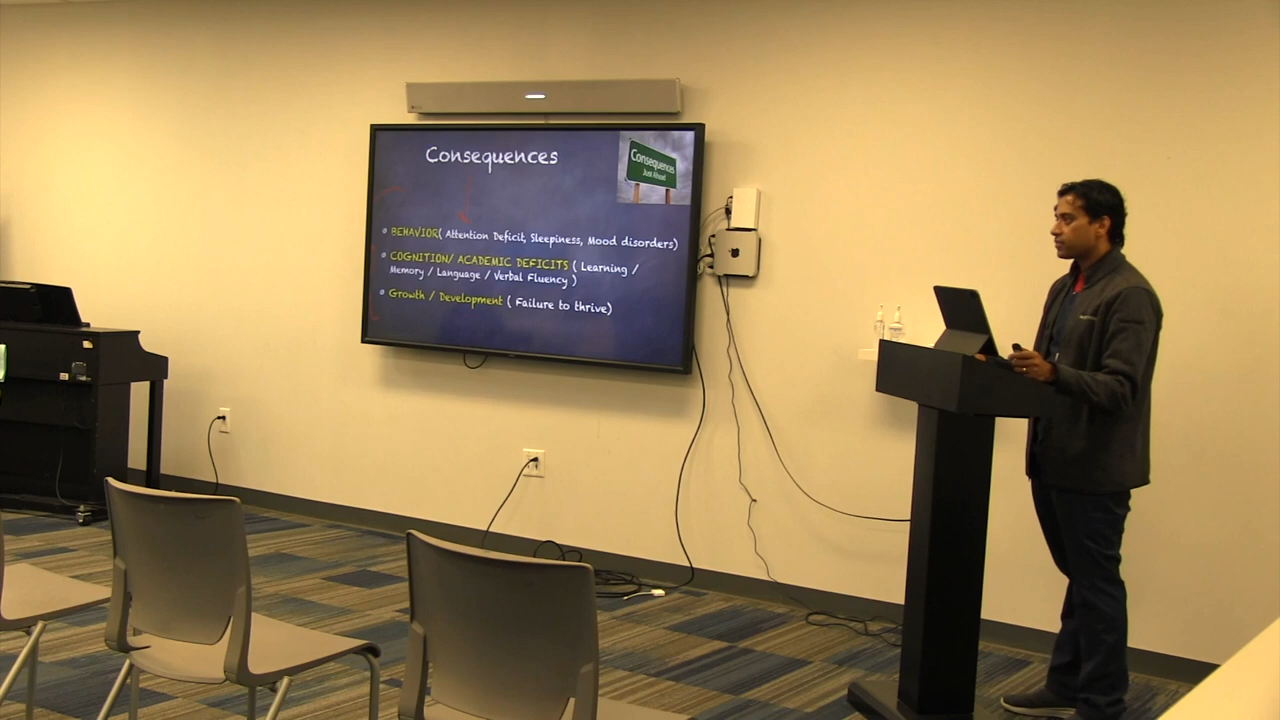 Consequences
Consequences
Just Ahead
BEHAVIOR( Attention Deficit, Sleepiness, Mood disorders)
COGNITION/ ACADEMIC DEFICITS ( Learning /
Memory / Language / Verbal Fluency )
Growth / Development ( Failure to thrive)